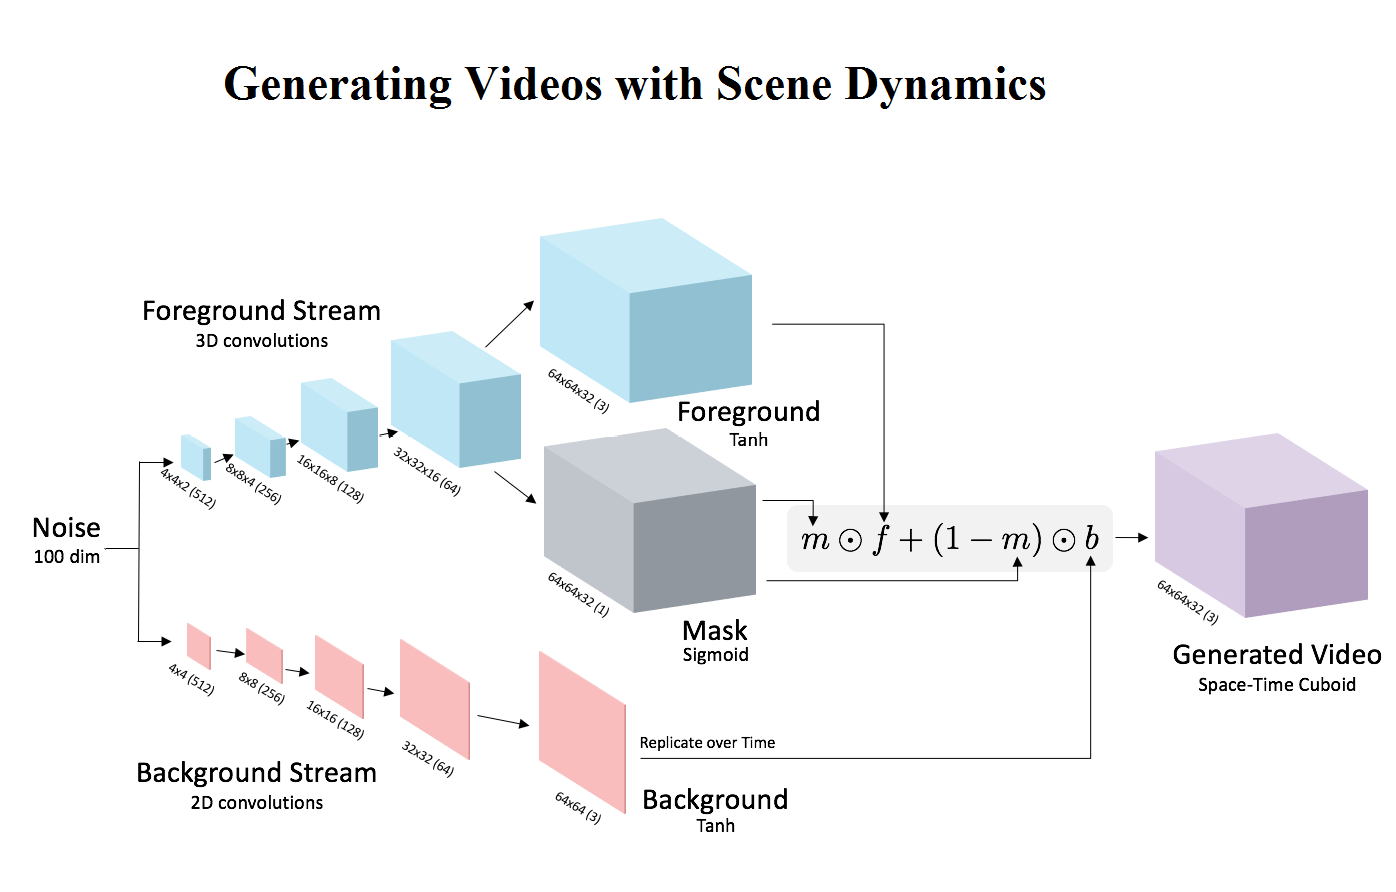 Generating Videos with Scene Dynamics
Foreground Stream
3D convolutions
4x4x2 (512)
8x8x4 (256)
16x16x8 (128)
32x32x16 (64)
64x64x32 (3)
Foreground
Tanh
64x64x32 (1)
Mask
Sigmoid
Noise
100 dim
m ⊙ f + (1 − m) ⊙ b
64x64x32 (3)
Generated Video
Space-Time Cuboid
4x4 (512)
8x8 (256)
16x16 (128)
32x32 (64)
64x64 (3)
Background Stream
2D convolutions
Replicate over Time
Background
Tanh